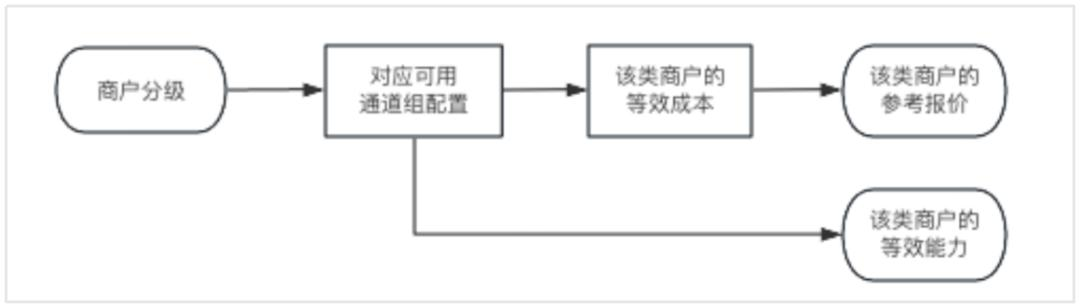 商户分级
对应可用
通道组配置
该类商户的
等效成本
该类商户的
参考报价
该类商户的
等效能力